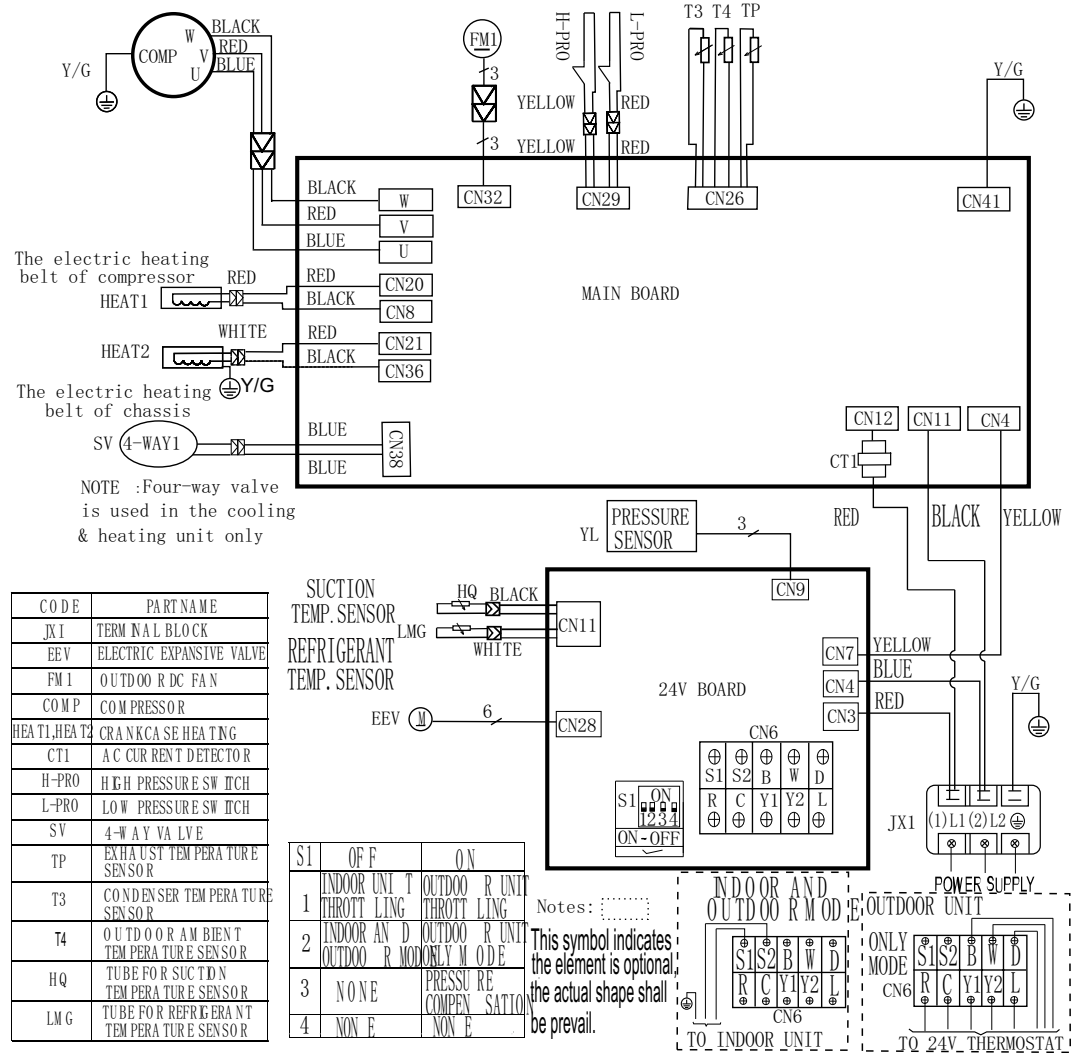 BLACK
RED
BLUE
W
V
U
COMP
Y/G
FM1
3
3
H-PRO
L-PRO
YELLOW
RED
YELLOW
RED
T3 T4 TP
Y/G
BLACK
RED
BLUE
W
V
U
CN32
CN29
CN26
CN41
The electric heating
belt of compressor
HEAT1
RED
RED
BLACK
CN20
CN8
MAIN BOARD
WHITE
HEAT2
RED
BLACK
CN21
CN36
Y/G
The electric heating
belt of chassis
SV
4-WAY1
BLUE
BLUE
CN38
NOTE :Four-way valve
is used in the cooling
& heating unit only
CN12
CN11
CN4
CT1
RED
BLACK
YELLOW
YL
PRESSURE
SENSOR
3
CN9
SUCTION
TEMP.SENSOR
REFRIGERANT
TEMP.SENSOR
HQ
BLACK
LMG
WHITE
CN11
EEV
M
6
CN28
24V BOARD
CN7
CN4
CN3
YELLOW
BLUE
RED
Y/G
CN6
S1 S2 B W D
R C Y1 Y2 L
S1
ON
1234
ON-OFF
JX1
(1)L1 (2)L2
POWER SUPPLY
CODE PARTNAME
JX1 TERMINAL BLOCK
EEV ELECTRIC EXPANSIVE VALVE
FM1 OUTDOOR DC FAN
COMP COMPRESSOR
HEAT1,HEAT2 CRANKCASE HEATING
CT1 AC CURRENT DETECTOR
H-PRO HIGH PRESSURE SWITCH
L-PRO LOW PRESSURE SWITCH
SV 4-WAY VALVE
TP EXHAUST TEMPERATURE
SENSOR
T3 CONDENSER TEMPERATURE
SENSOR
T4 OUTDOOR AMBIENT
TEMPERATURE SENSOR
HQ TUBE FOR SUCTION
TEMPERATURE SENSOR
LMG TUBE FOR REFRIGERANT
TEMPERATURE SENSOR
S1 OFF ON
1 INDOOR UNIT THROTTLING OUTDOOR UNIT THROTTLING
2 INDOOR AND OUTDOOR MODE OUTDOOR UNIT ONLY MODE
3 NONE PRESSURE COMPENSATION
4 NONE NONE
Notes:
This symbol indicates
the element is optional,
the actual shape shall
be prevail.
INDOOR AND
OUTDOOR MODE
S1 S2 B W D
R C Y1 Y2 L
CN6
TO INDOOR UNIT
OUTDOOR UNIT
ONLY
MODE
CN6
S1 S2 B W D
R C Y1 Y2 L
TO 24V THERMOSTAT